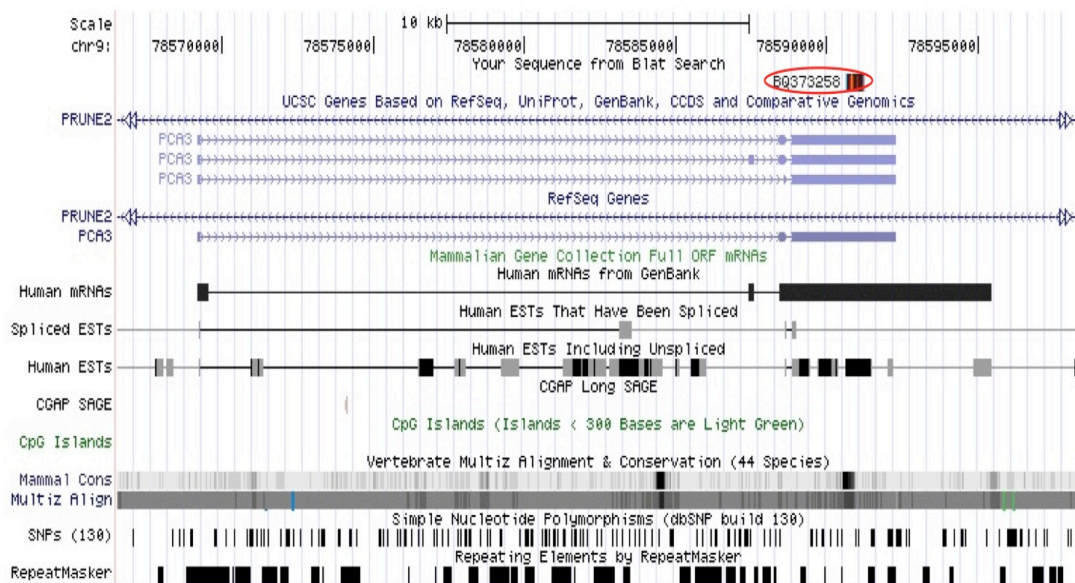 Scale 10 kb
chr9: 78570000 78575000 78580000 78585000 78590000 78595000
Your Sequence from Blat Search
BQ373258
UCSC Genes Based on RefSeq, UniProt, GenBank, CCDS and Comparative Genomics
PRUNE2
PCA3
PCA3
PCA3
RefSeq Genes
PRUNE2
PCA3
Mammalian Gene Collection Full ORF mRNAs
Human mRNAs from GenBank
Human mRNAs
Human ESTs That Have Been Spliced
Spliced ESTs
Human ESTs Including Unspliced
Human ESTs
CGAP Long SAGE
CGAP SAGE
CpG Islands (Islands < 300 Bases are Light Green)
CpG Islands
Vertebrate Multiz Alignment & Conservation (44 Species)
Mammal Cons
Multiz Align
Simple Nucleotide Polymorphisms (dbSNP build 130)
SNPs (130)
Repeating Elements by RepeatMasker
RepeatMasker